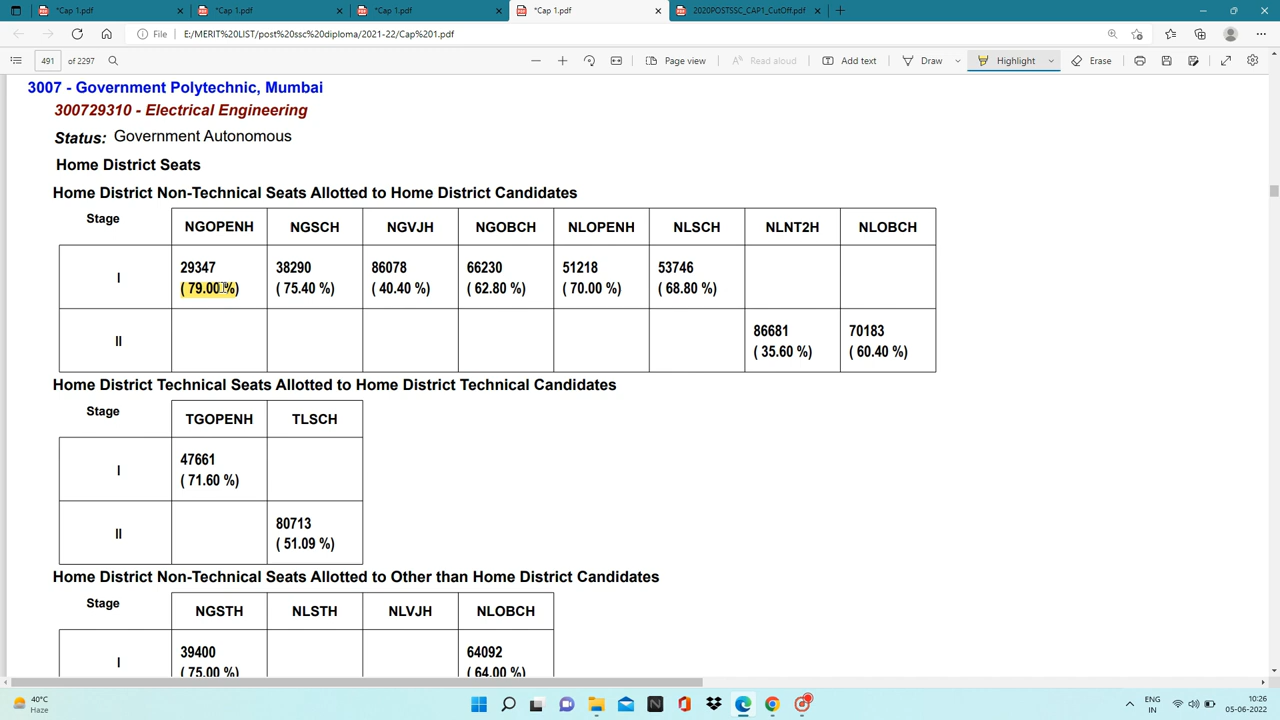 *Cap 1.pdf
*Cap 1.pdf
*Cap 1.pdf
*Cap 1.pdf
2020POSTSSC_CAP1_CutOff.pdf
File E:/MERIT%20LIST/post%20ssc%20diploma/2021-22/Cap%201.pdf
491 of 2297
Page view
Read aloud
Add text
Draw
Highlight
Erase
3007 - Government Polytechnic, Mumbai
300729310 - Electrical Engineering
Status: Government Autonomous
Home District Seats
Home District Non-Technical Seats Allotted to Home District Candidates
Stage NGOPENH NGSCH NGVJH NGOBCH NLOPENH NLSCH NLNT2H NLOBCH
I 29347 38290 86078 66230 51218 53746
( 79.00 %) ( 75.40 %) ( 40.40 %) ( 62.80 %) ( 70.00 %) ( 68.80 %)
II 86681 70183
( 35.60 %) ( 60.40 %)
Home District Technical Seats Allotted to Home District Technical Candidates
Stage TGOPENH TLSCH
I 47661
( 71.60 %)
II 80713
( 51.09 %)
Home District Non-Technical Seats Allotted to Other than Home District Candidates
Stage NGSTH NLSTH NLVJH NLOBCH
I 39400 64092
( 75.00 %) ( 64.00 %)
40°C
Haze
ENG
IN
10:26
05-06-2022